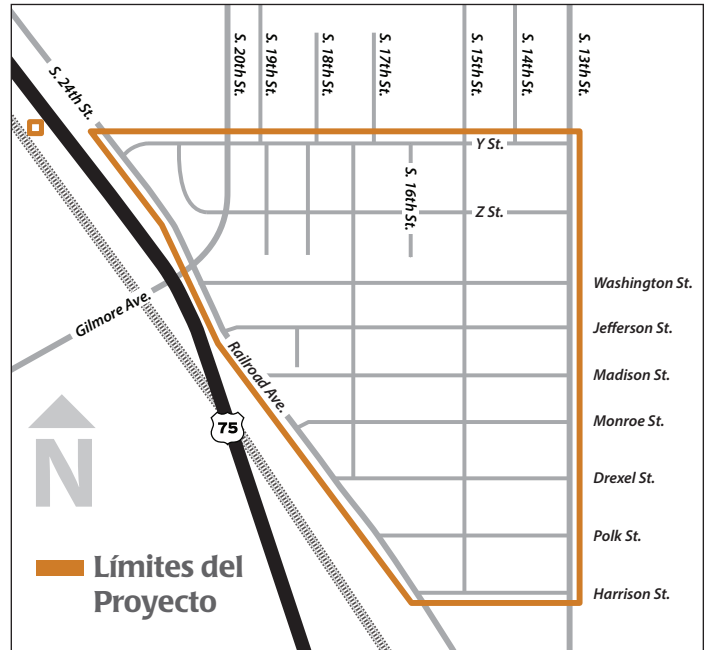 S. 24th St.
S. 20th St.
S. 19th St.
S. 18th St.
S. 17th St.
S. 15th St.
S. 14th St.
S. 13th St.
Y St.
S. 16th St.
Z St.
Washington St.
Gilmore Ave.
Jefferson St.
Railroad Ave.
Madison St.
Monroe St.
75
N
Drexel St.
Polk St.
Límites del
Proyecto
Harrison St.